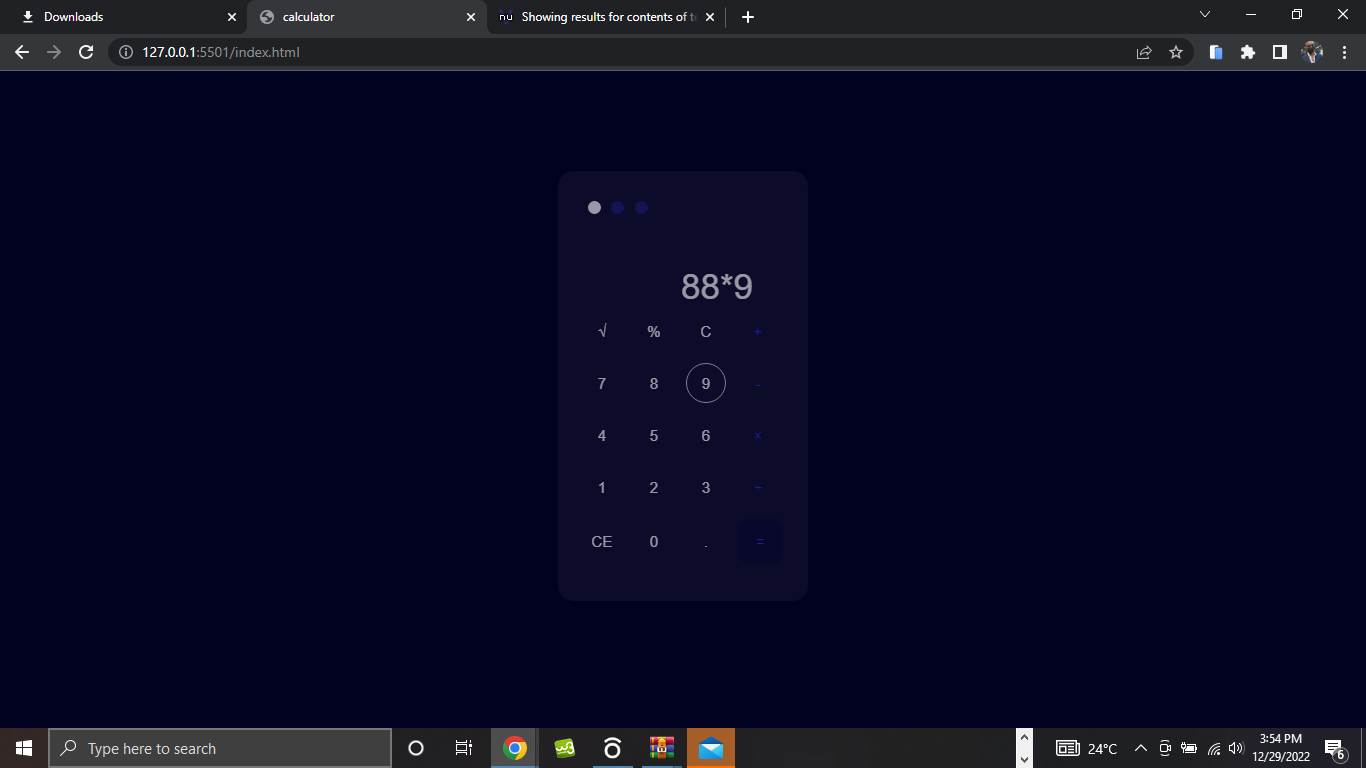 Downloads
calculator
Showing results for contents of te
127.0.0.1:5501/index.html
88*9
√ % C +
7 8 9 -
4 5 6 ×
1 2 3 ÷
CE 0 . =
Type here to search
24°C
3:54 PM
12/29/2022
6